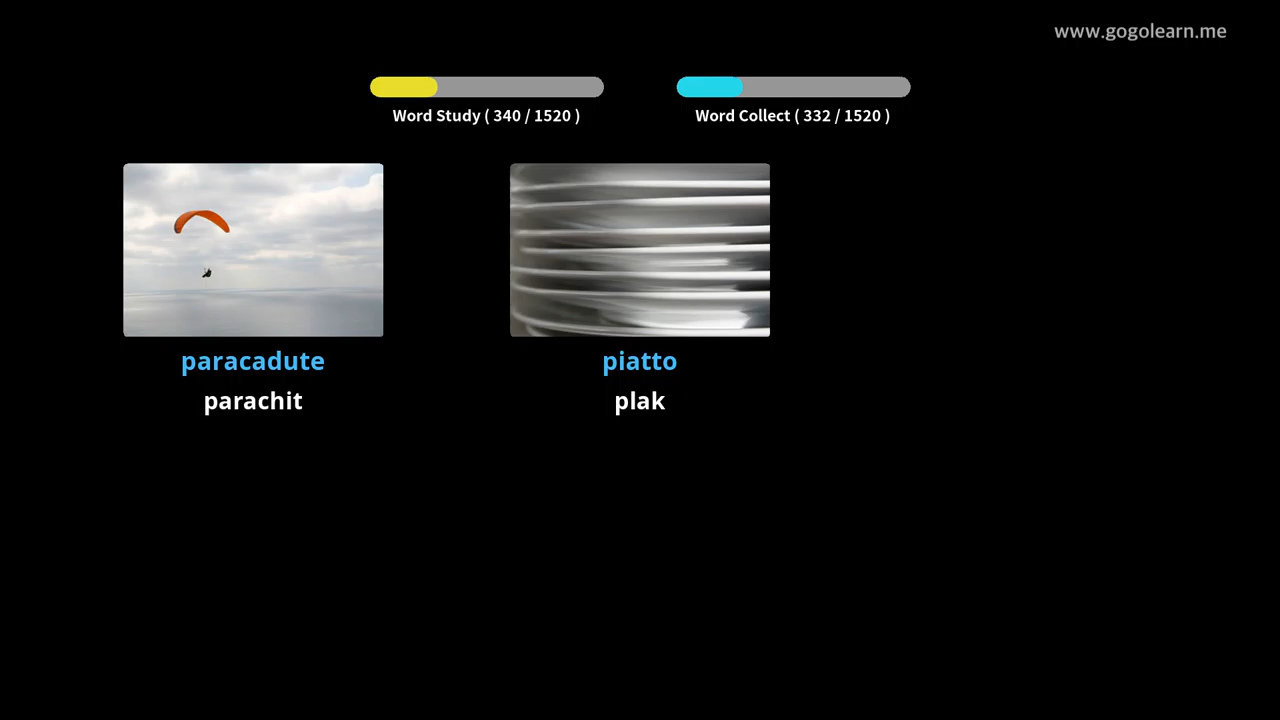 www.gogolearn.me
Word Study ( 340 / 1520 )
Word Collect ( 332 / 1520 )
paracadute
parachit
piatto
plak